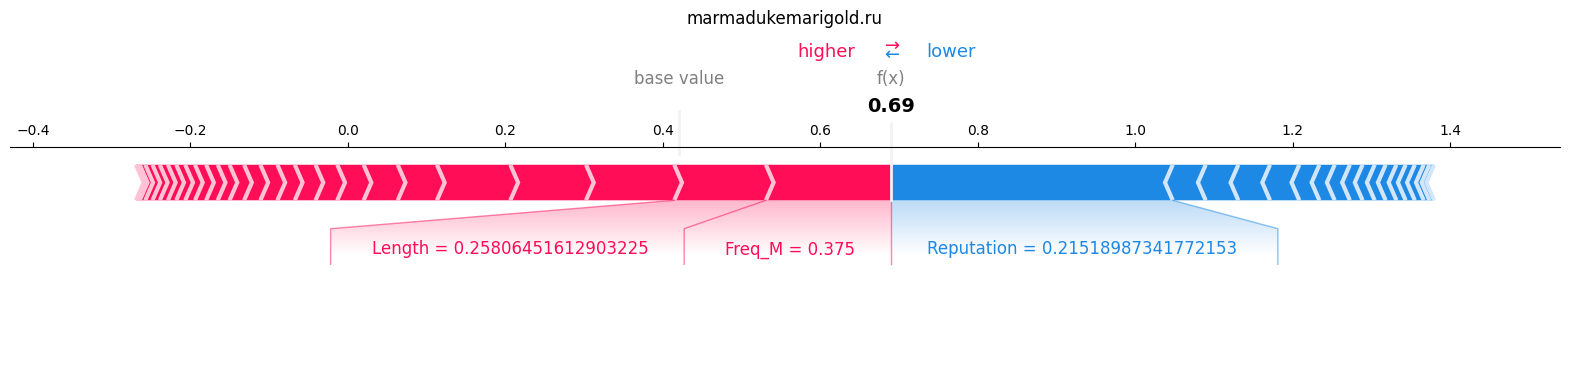 marmadukemarigold.ru
higher ⇄ lower
base value f(x)
0.69
−0.4 −0.2 0.0 0.2 0.4 0.6 0.8 1.0 1.2 1.4
Length = 0.25806451612903225 Freq_M = 0.375 Reputation = 0.21518987341772153